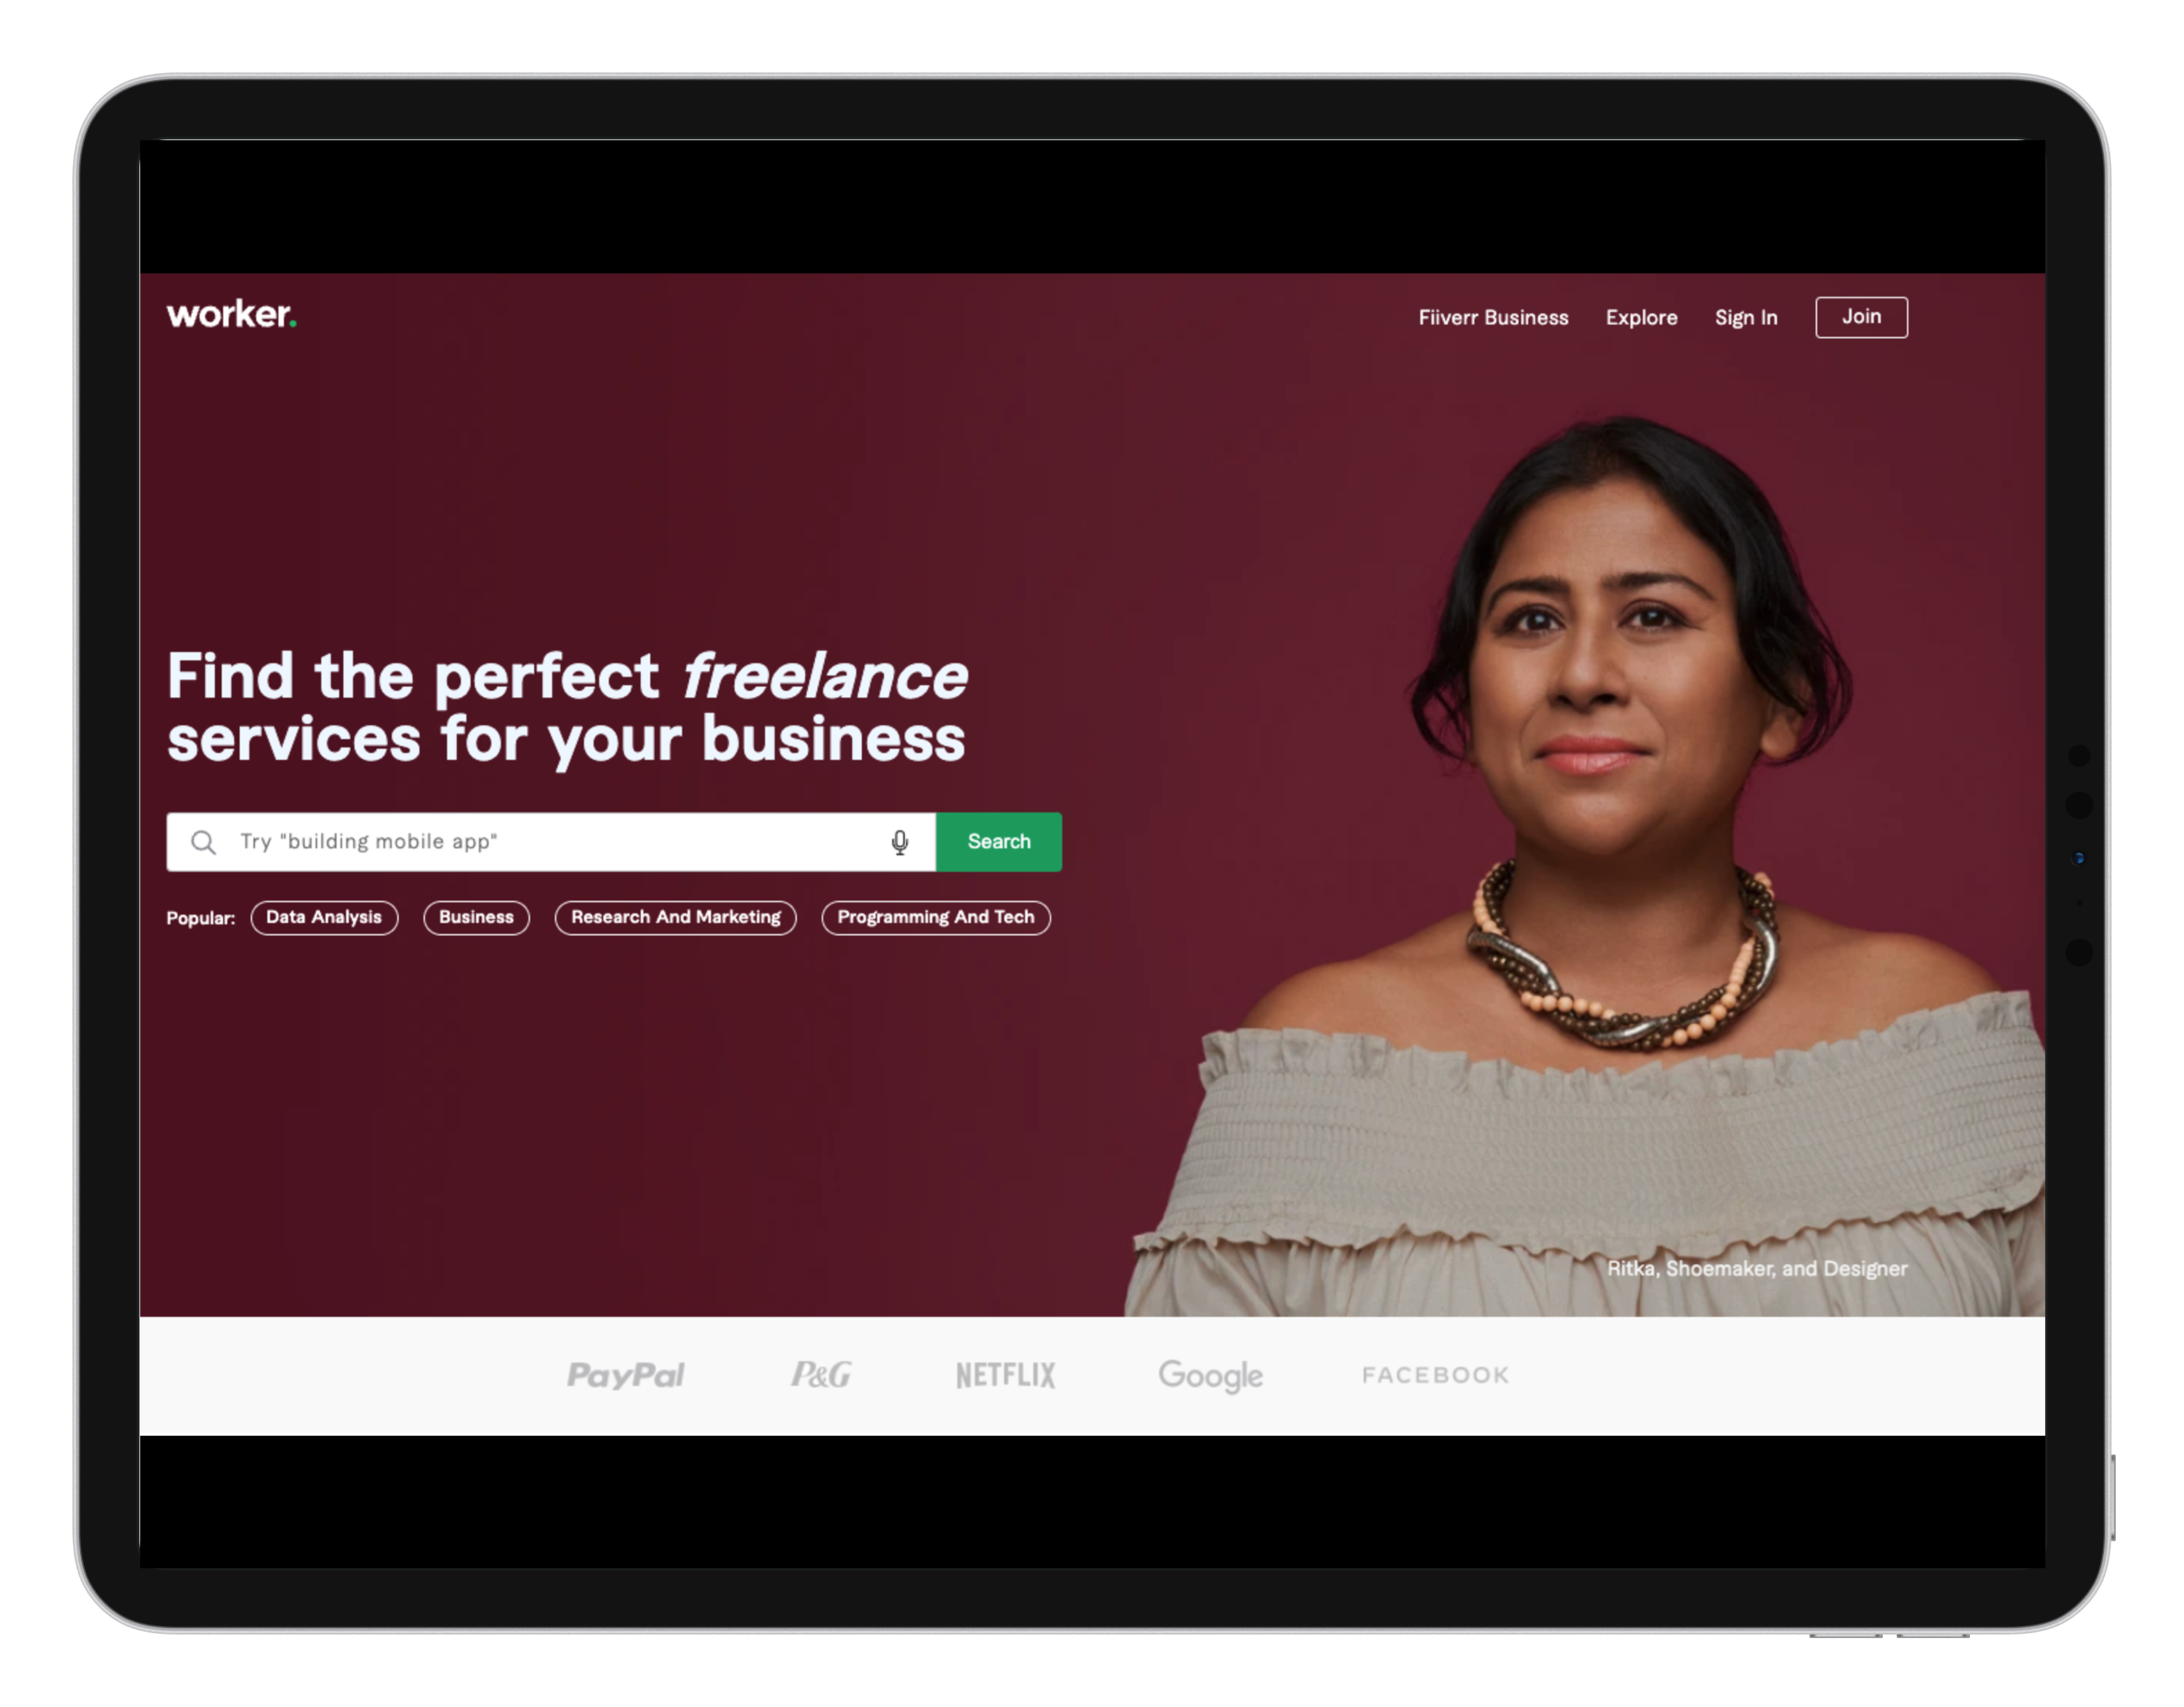 worker.
Fiiverr Business Explore Sign In Join
Find the perfect freelance
services for your business
Try "building mobile app" Search
Popular: Data Analysis Business Research And Marketing Programming And Tech
Ritka, Shoemaker, and Designer
PayPal P&G NETFLIX Google FACEBOOK